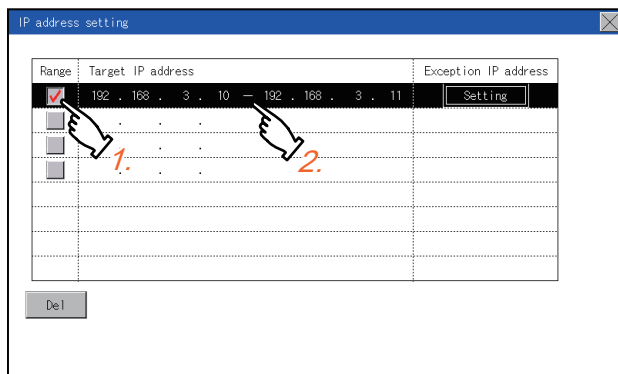 IP address setting
Range Target IP address Exception IP address
192 . 168 . 3 . 10 — 192 . 168 . 3 . 11 Setting
. . .
. .
. . .
1. 2.
Del